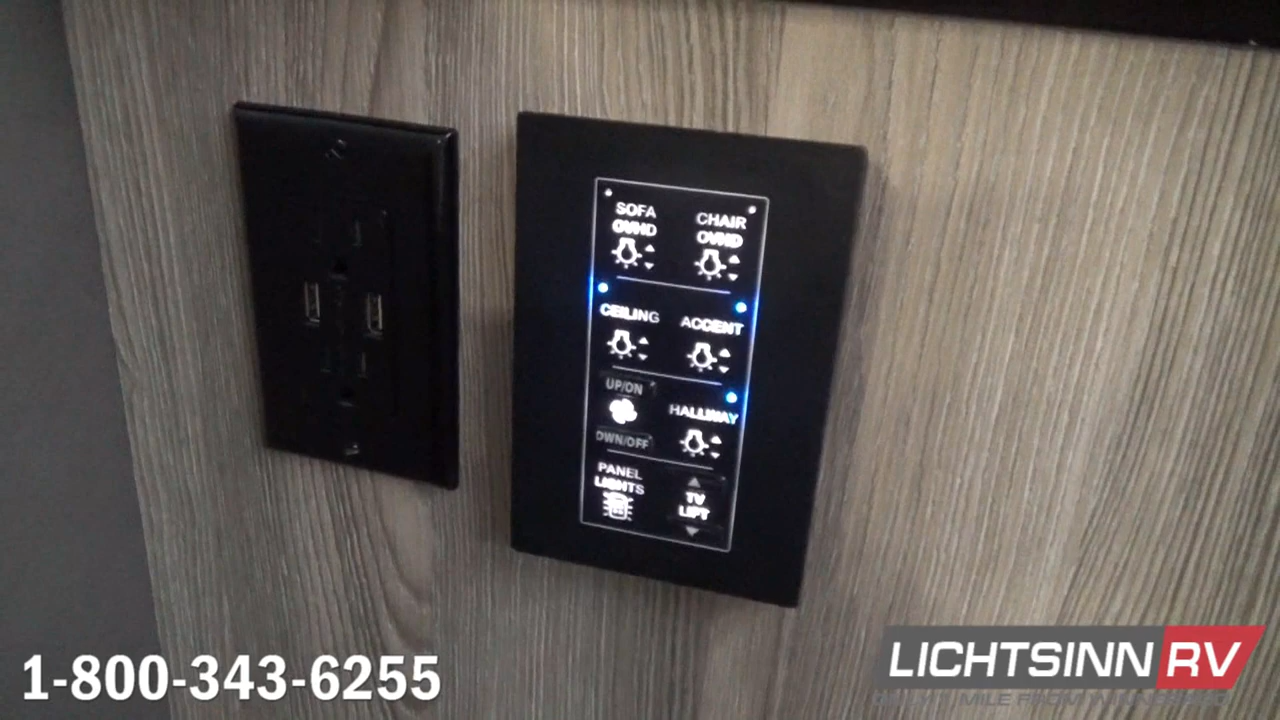 SOFA
OVHD
CHAIR
OVHD
CEILING
ACCENT
UP/ON
DWN/OFF
HALLWAY
PANEL
LIGHTS
TV
LIFT
1-800-343-6255
LICHTSINN RV